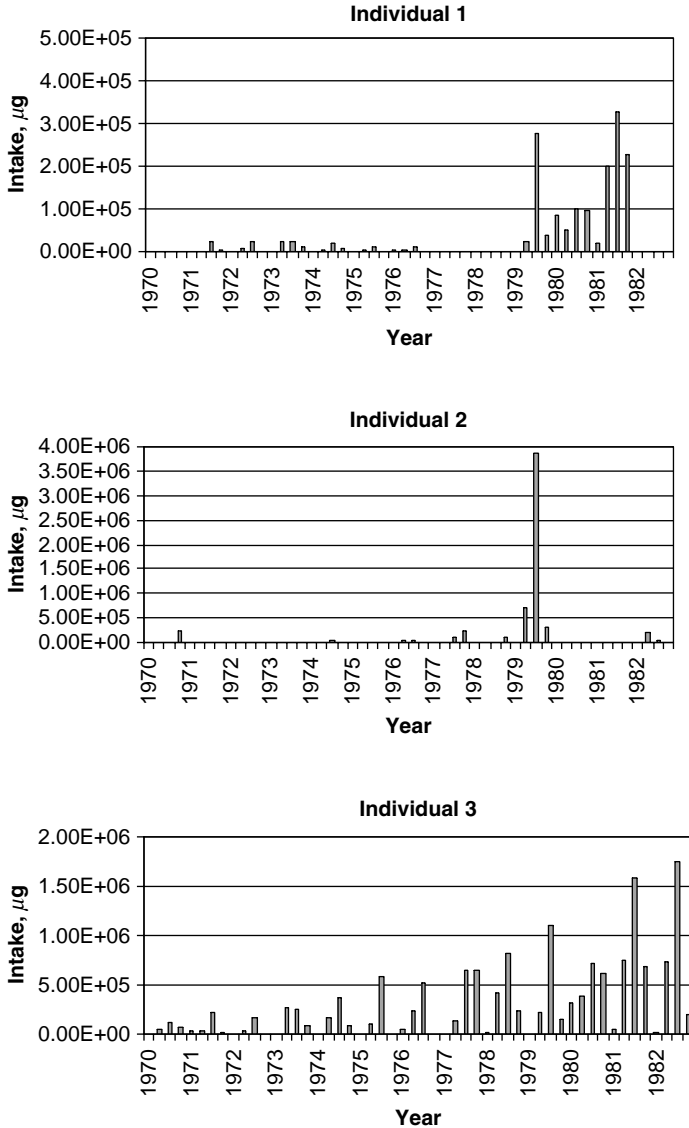 Individual 1
Intake, μg
5.00E+05
4.00E+05
3.00E+05
2.00E+05
1.00E+05
0.00E+00
1970
1971
1972
1973
1974
1975
1976
1977
1978
1979
1980
1981
1982
Year
Individual 2
Intake, μg
4.00E+06
3.50E+06
3.00E+06
2.50E+06
2.00E+06
1.50E+06
1.00E+06
5.00E+05
0.00E+00
1970
1971
1972
1973
1974
1975
1976
1977
1978
1979
1980
1981
1982
Year
Individual 3
Intake, μg
2.00E+06
1.50E+06
1.00E+06
5.00E+05
0.00E+00
1970
1971
1972
1973
1974
1975
1976
1977
1978
1979
1980
1981
1982
Year